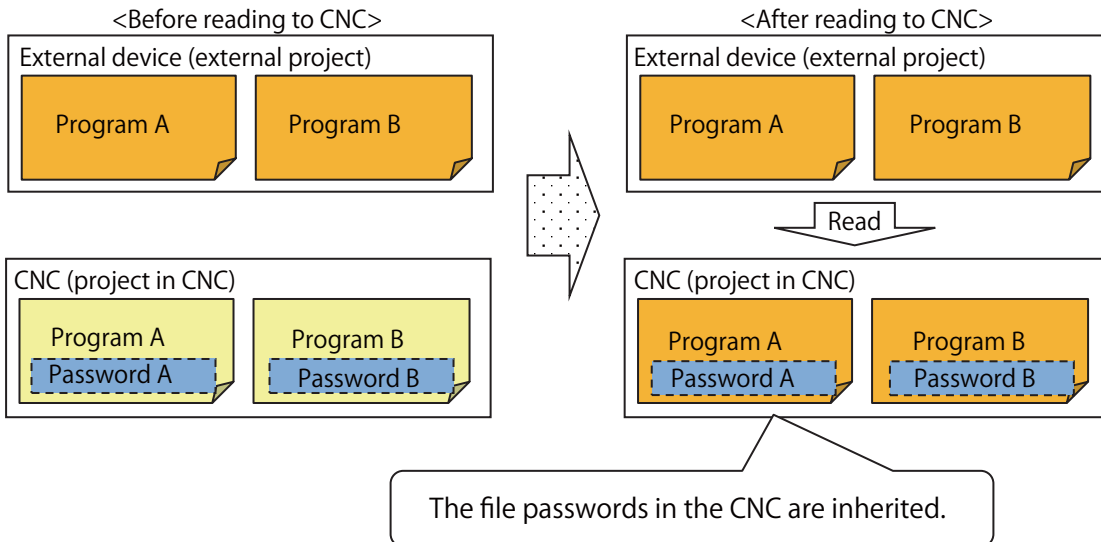 <Before reading to CNC>
External device (external project)
Program A
Program B
CNC (project in CNC)
Program A
Password A
Program B
Password B
<After reading to CNC>
External device (external project)
Program A
Program B
Read
CNC (project in CNC)
Program A
Password A
Program B
Password B
The file passwords in the CNC are inherited.